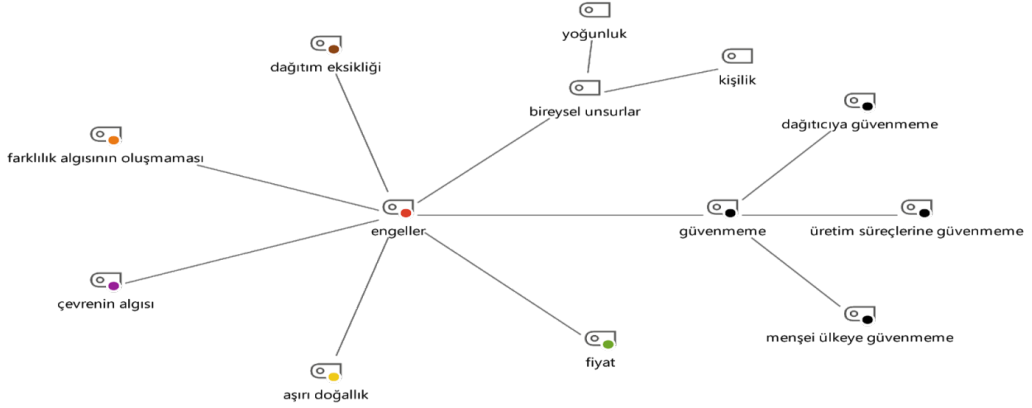 yoğunluk
dağıtım eksikliği
kişilik
bireysel unsurlar
dağıtıcıya güvenmeme
farklılık algısının oluşmaması
engeller
güvenmeme
üretim süreçlerine güvenmeme
çevrenin algısı
menşei ülkeye güvenmeme
fiyat
aşırı doğallık